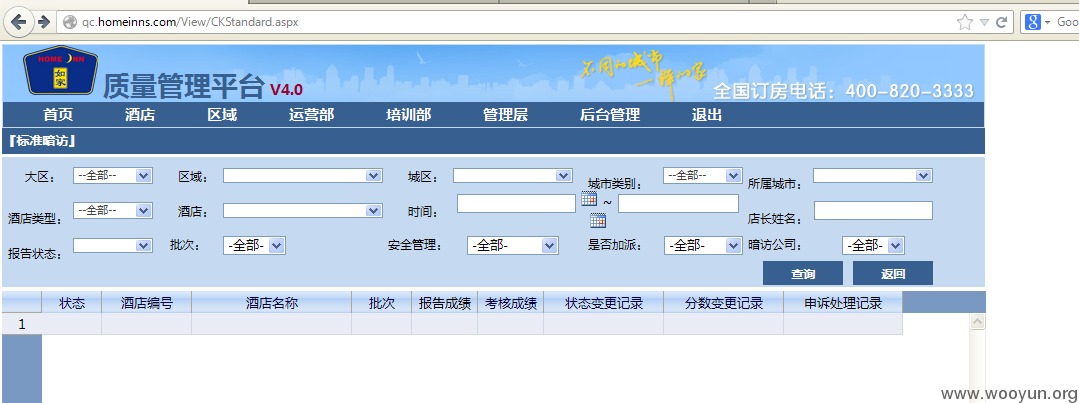 qc.homeinns.com/View/CKStandard.aspx
Goo
HOME INN
如家
质量管理平台 V4.0
不同的城市 一样的家
全国订房电话：400-820-3333
首页 酒店 区域 运营部 培训部 管理层 后台管理 退出
『标准暗访』
大区： --全部-- 区域： 城区： 城市类别： --全部-- 所属城市：
酒店类型： --全部-- 酒店： 时间： ~ 店长姓名：
报告状态： 批次： -全部- 安全管理： -全部- 是否加派： -全部- 暗访公司： -全部-
查询 返回
状态 酒店编号 酒店名称 批次 报告成绩 考核成绩 状态变更记录 分数变更记录 申诉处理记录
1
www.wooyun.org